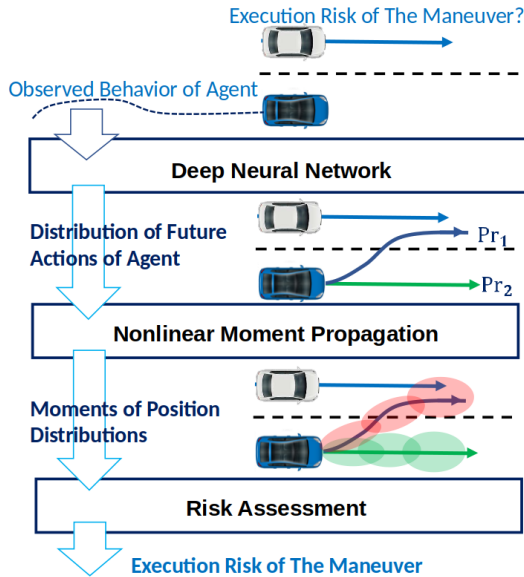 Execution Risk of The Maneuver?
Observed Behavior of Agent
Deep Neural Network
Distribution of Future
Actions of Agent
Pr₁
Pr₂
Nonlinear Moment Propagation
Moments of Position
Distributions
Risk Assessment
Execution Risk of The Maneuver